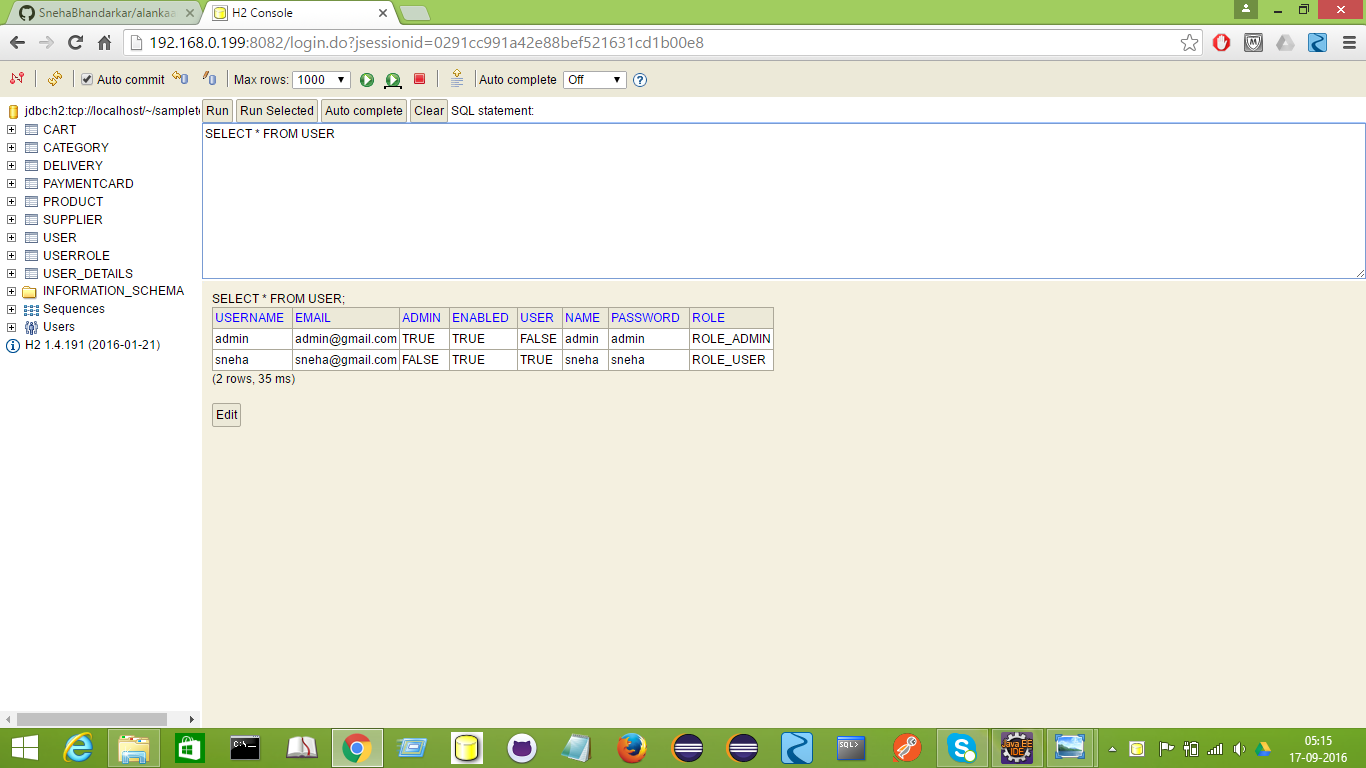 SnehaBhandarkar/alankaa
H2 Console
192.168.0.199:8082/login.do?jsessionid=0291cc991a42e88bef521631cd1b00e8
Auto commit Max rows: 1000 Auto complete Off
jdbc:h2:tcp://localhost/~/samplete
CART
CATEGORY
DELIVERY
PAYMENTCARD
PRODUCT
SUPPLIER
USER
USERROLE
USER_DETAILS
INFORMATION_SCHEMA
Sequences
Users
H2 1.4.191 (2016-01-21)
Run Run Selected Auto complete Clear SQL statement:
SELECT * FROM USER
SELECT * FROM USER;
USERNAME EMAIL ADMIN ENABLED USER NAME PASSWORD ROLE
admin admin@gmail.com TRUE TRUE FALSE admin admin ROLE_ADMIN
sneha sneha@gmail.com FALSE TRUE TRUE sneha sneha ROLE_USER
(2 rows, 35 ms)
Edit
C:\
SQL>
Java EE
IDE
05:15
17-09-2016